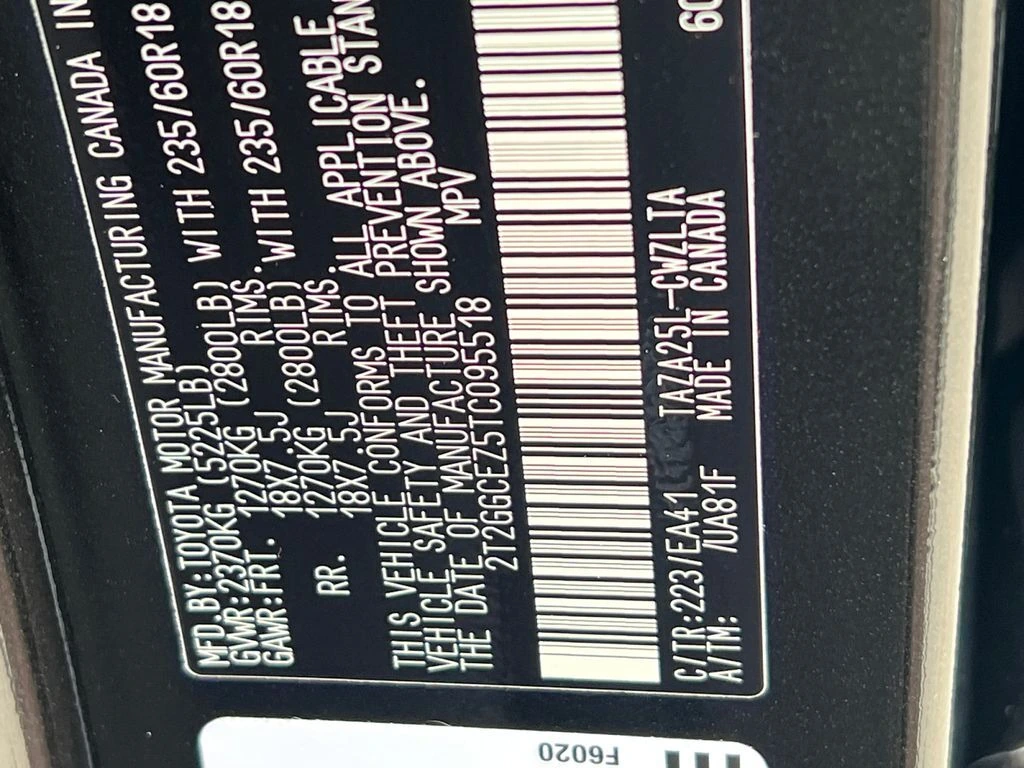 MFD.BY:TOYOTA MOTOR MANUFACTURING CANADA IN
GVWR:2370KG (5225LB)
GAWR:FRT. 1270KG (2800LB) WITH 235/60R18
18X7.5J RIMS.
RR. 1270KG (2800LB) WITH 235/60R18
18X7.5J RIMS.
THIS VEHICLE CONFORMS TO ALL APPLICABLE
VEHICLE SAFETY AND THEFT PREVENTION STAN
THE DATE OF MANUFACTURE SHOWN ABOVE.
2T2GGCEZ5TC095518 MPV
C/TR:223/EA41 TAZA25L-CWZLTA
A/TM: /UA81F MADE IN CANADA
F6020